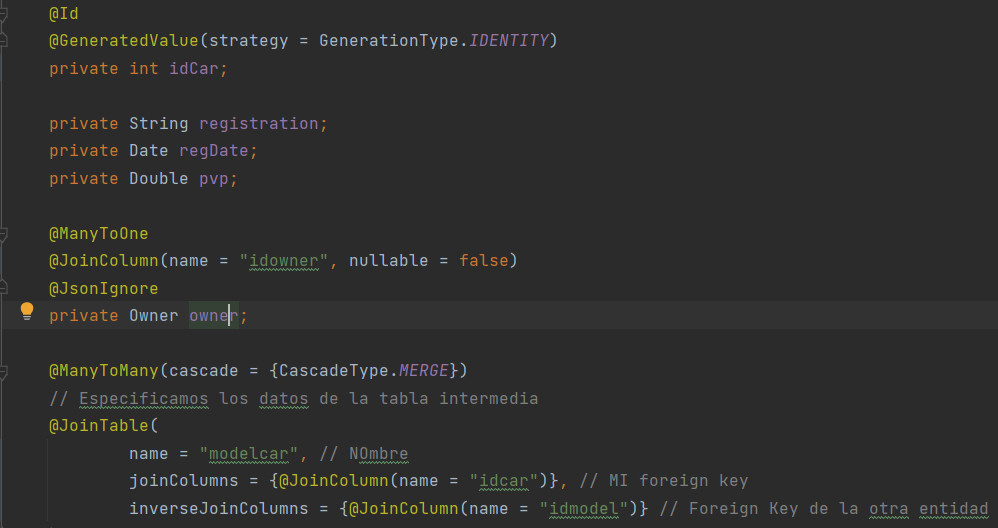 @Id
@GeneratedValue(strategy = GenerationType.IDENTITY)
private int idCar;
private String registration;
private Date regDate;
private Double pvp;
@ManyToOne
@JoinColumn(name = "idowner", nullable = false)
@JsonIgnore
private Owner owner;
@ManyToMany(cascade = {CascadeType.MERGE})
// Especificamos los datos de la tabla intermedia
@JoinTable(
name = "modelcar", // NOmbre
joinColumns = {@JoinColumn(name = "idcar")}, // MI foreign key
inverseJoinColumns = {@JoinColumn(name = "idmodel")} // Foreign Key de la otra entidad